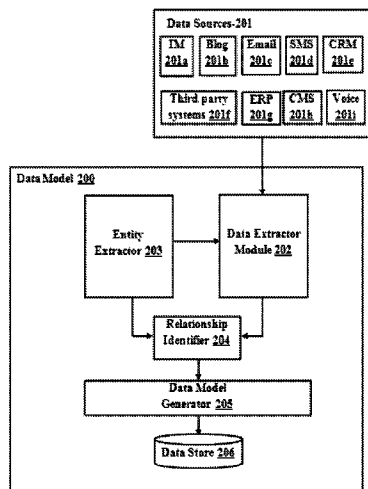 Data Sources-201
IM Blog Email SMS CRM
201a 201b 201c 201d 201e
Third party ERP CMS Voice
systems 201f 201g 201h 201i
Data Model 200
Entity
Extractor 203
Data Extractor
Module 202
Relationship
Identifier 204
Data Model
Generator 205
Data Store 206